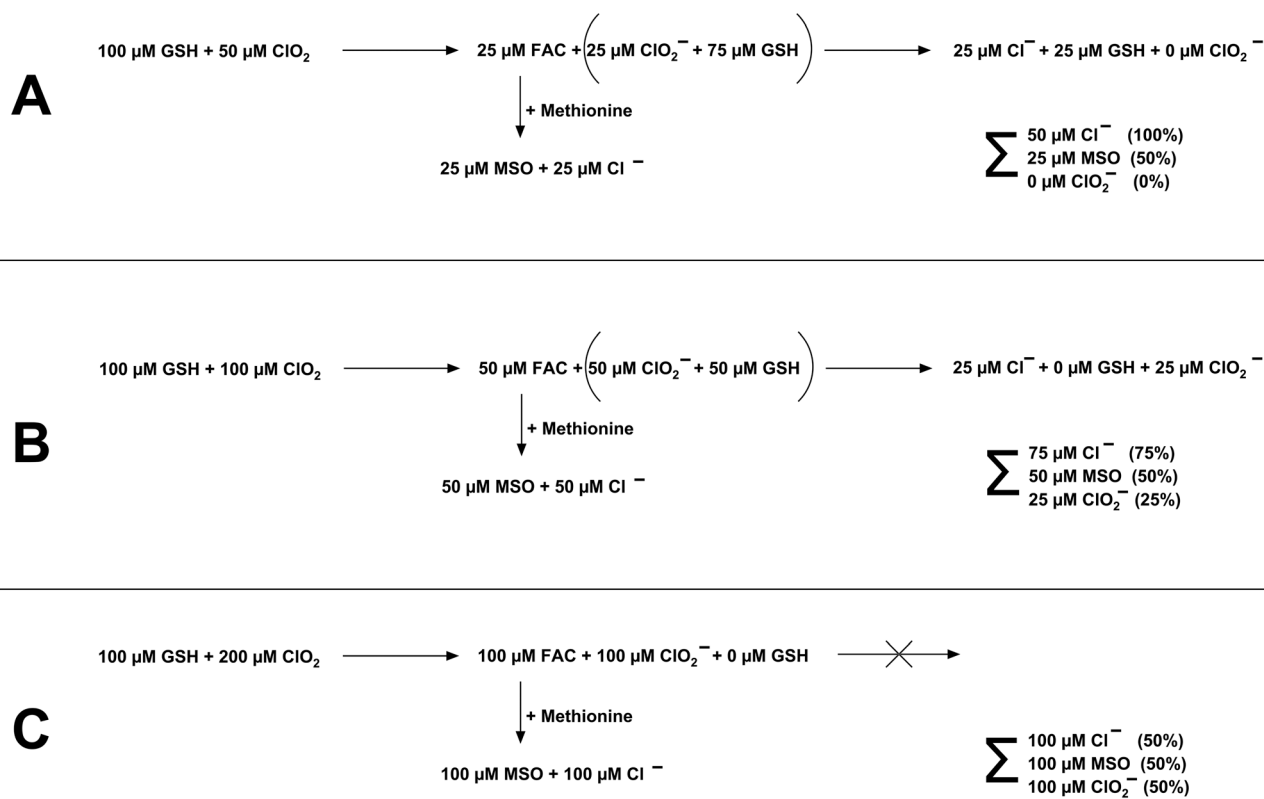 A
100 µM GSH + 50 µM ClO₂ 25 µM FAC + (25 µM ClO₂⁻ + 75 µM GSH) 25 µM Cl⁻ + 25 µM GSH + 0 µM ClO₂⁻
+ Methionine
25 µM MSO + 25 µM Cl⁻
∑ 50 µM Cl⁻ (100%)
25 µM MSO (50%)
0 µM ClO₂⁻ (0%)
B
100 µM GSH + 100 µM ClO₂ 50 µM FAC + (50 µM ClO₂⁻ + 50 µM GSH) 25 µM Cl⁻ + 0 µM GSH + 25 µM ClO₂⁻
+ Methionine
50 µM MSO + 50 µM Cl⁻
∑ 75 µM Cl⁻ (75%)
50 µM MSO (50%)
25 µM ClO₂⁻ (25%)
C
100 µM GSH + 200 µM ClO₂ 100 µM FAC + 100 µM ClO₂⁻ + 0 µM GSH
+ Methionine
100 µM MSO + 100 µM Cl⁻
∑ 100 µM Cl⁻ (50%)
100 µM MSO (50%)
100 µM ClO₂⁻ (50%)